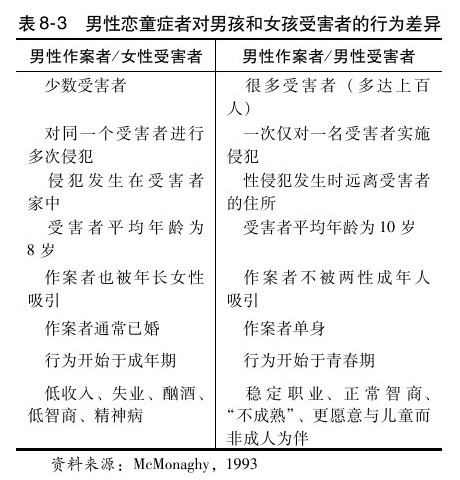 表 8-3 男性恋童症者对男孩和女孩受害者的行为差异
男性作案者/女性受害者 男性作案者/男性受害者
少数受害者 很多受害者（多达上百
人）
对同一个受害者进行 一次仅对一名受害者实施
多次侵犯 侵犯
侵犯发生在受害者 性侵犯发生时远离受害者
家中 的住所
受害者平均年龄为 受害者平均年龄为 10 岁
8 岁
作案者也被年长女性 作案者不被两性成年人
吸引 吸引
作案者通常已婚 作案者单身
行为开始于成年期 行为开始于青春期
低收入、失业、酗酒、 稳定职业、正常智商、
低智商、精神病 “不成熟”、更愿意与儿童而
非成人为伴
资料来源：McMonaghy，1993